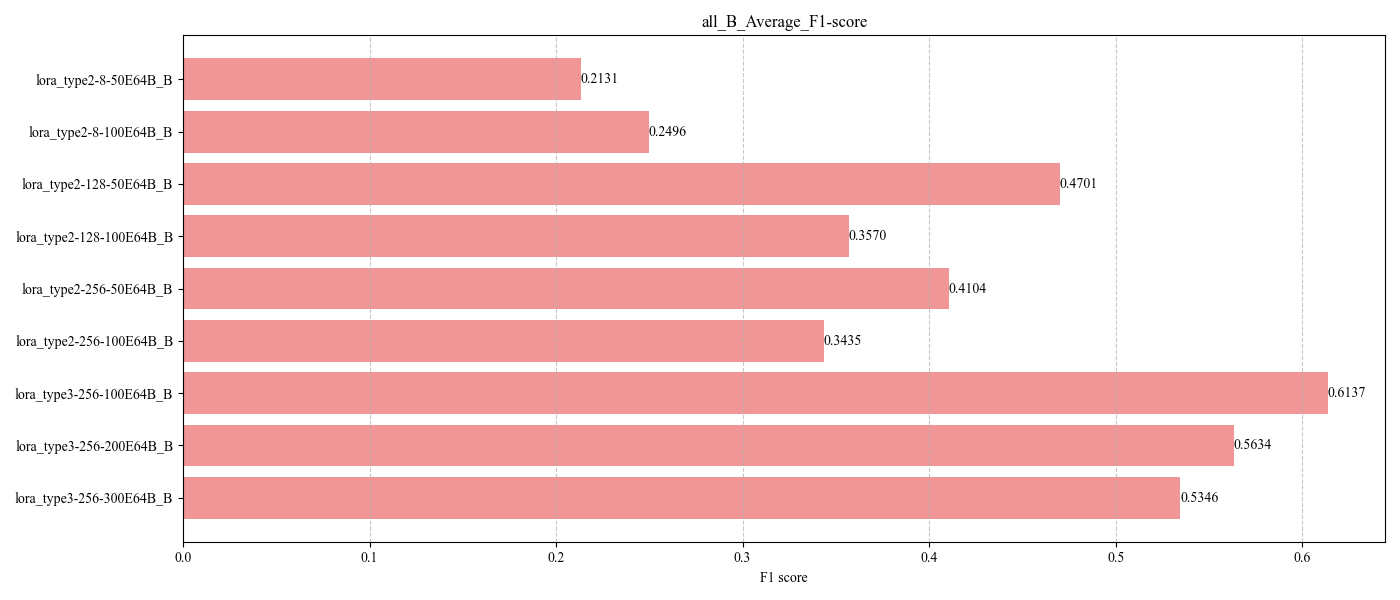 all_B_Average_F1-score
lora_type2-8-50E64B_B 0.2131
lora_type2-8-100E64B_B 0.2496
lora_type2-128-50E64B_B 0.4701
lora_type2-128-100E64B_B 0.3570
lora_type2-256-50E64B_B 0.4104
lora_type2-256-100E64B_B 0.3435
lora_type3-256-100E64B_B 0.6137
lora_type3-256-200E64B_B 0.5634
lora_type3-256-300E64B_B 0.5346
0.0 0.1 0.2 0.3 0.4 0.5 0.6
F1 score